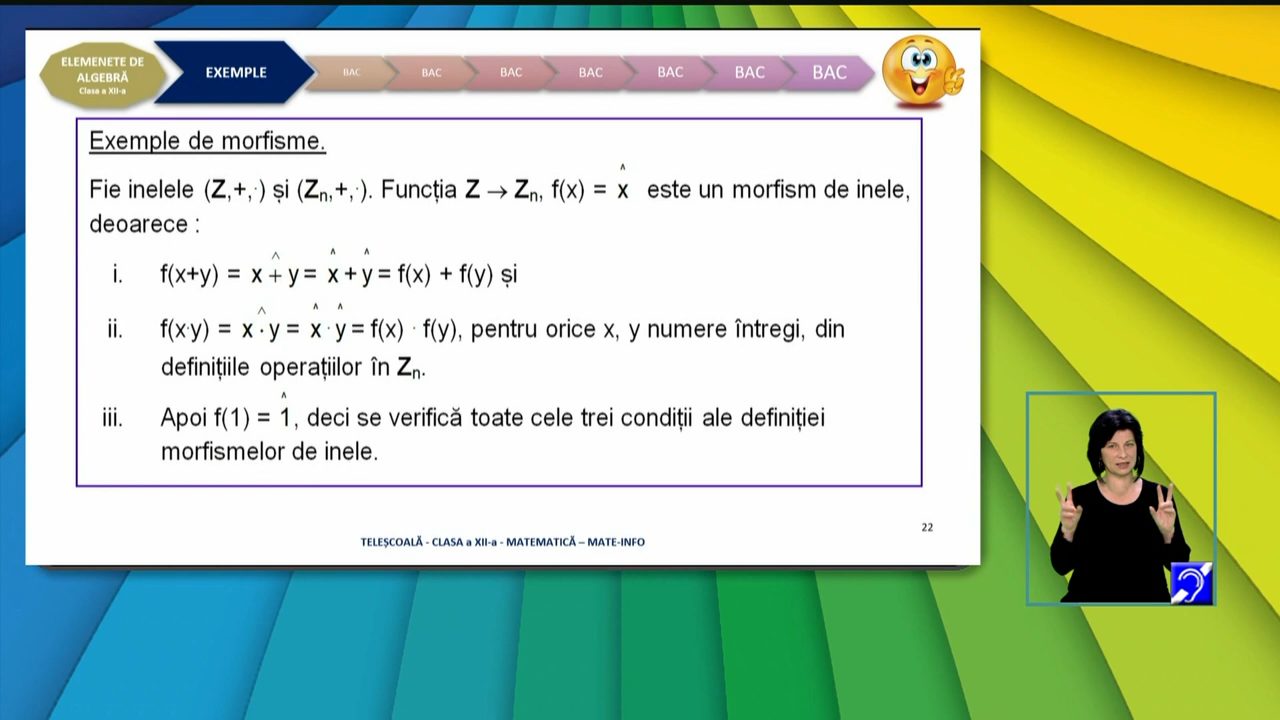 ELEMENETE DE
ALGEBRĂ
Clasa a XII-a
EXEMPLE
BAC
BAC
BAC
BAC
BAC
BAC
BAC
Exemple de morfisme.
Fie inelele (Z,+,·) și (Zₙ,+,·). Funcția Z → Zₙ, f(x) = x̂ este un morfism de inele,
deoarece :
i. f(x+y) = x +̂ y = x̂ + ŷ = f(x) + f(y) și
ii. f(x·y) = x ·̂ y = x̂ · ŷ = f(x) · f(y), pentru orice x, y numere întregi, din
definițiile operațiilor în Zₙ.
iii. Apoi f(1) = 1̂, deci se verifică toate cele trei condiții ale definiției
morfismelor de inele.
22
TELEȘCOALĂ - CLASA a XII-a - MATEMATICĂ – MATE-INFO